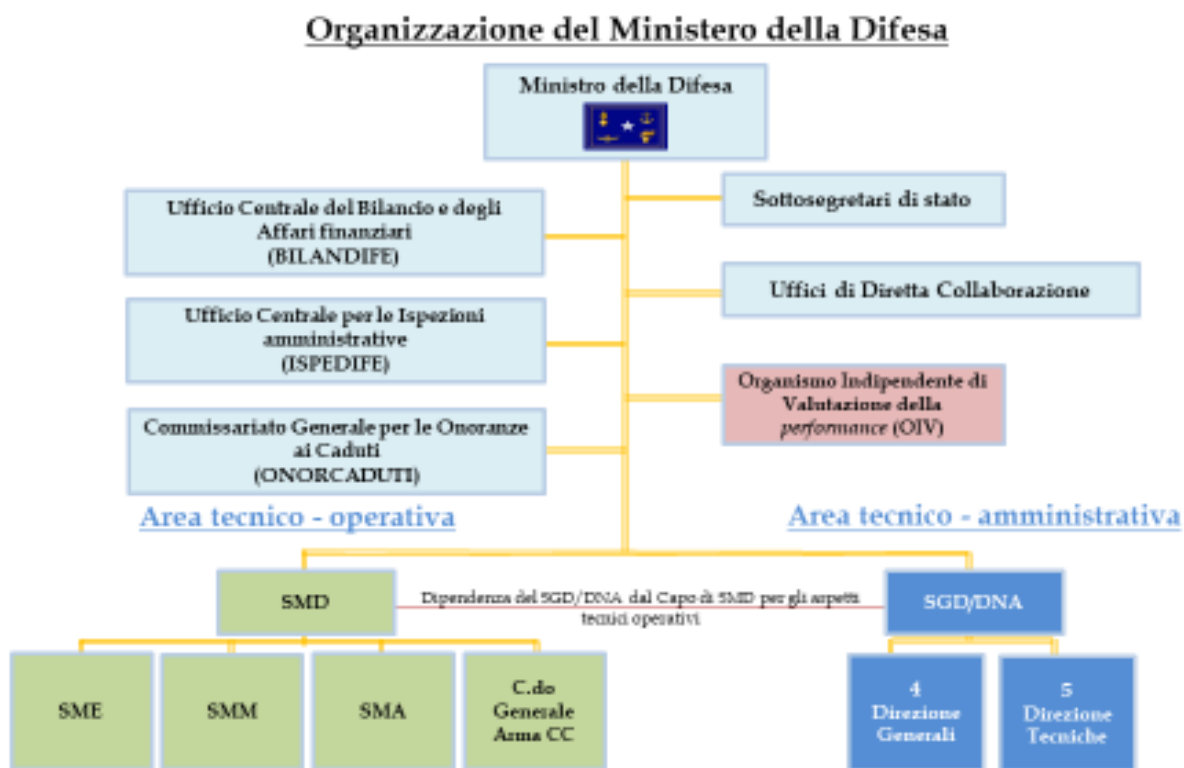 Organizzazione del Ministero della Difesa
Ministro della Difesa
Ufficio Centrale del Bilancio e degli
Affari finanziari
(BILANDIFE)
Sottosegretari di stato
Uffici di Diretta Collaborazione
Ufficio Centrale per le Ispezioni
amministrative
(ISPEDIFE)
Organismo Indipendente di
Valutazione della
performance (OIV)
Commissariato Generale per le Onoranze
ai Caduti
(ONORCADUTI)
Area tecnico - operativa
Area tecnico - amministrativa
SMD
Dipendenza del SGD/DNA dal Capo di SMD per gli aspetti
tecnici operativi
SGD/DNA
SME
SMM
SMA
C.do
Generale
Arma CC
4
Direzione
Generali
5
Direzione
Tecniche